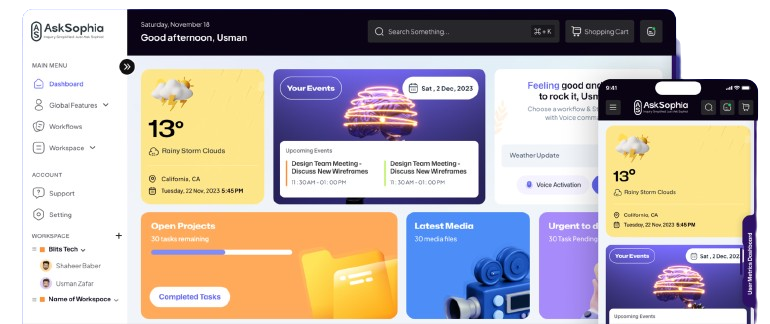 AskSophia
Saturday, November 18
Good afternoon, Usman
Search Something...
⌘+K
Shopping Cart
MAIN MENU
Dashboard
Global Features
Workflows
Workspace
ACCOUNT
Support
Setting
WORKSPACE +
Blits Tech
Shaheer Baber
Usman Zafar
Name of Workspace
13°
Rainy Storm Clouds
California, CA
Tuesday, 22 Nov, 2023 5:45 PM
Your Events
Sat , 2 Dec, 2023
Upcoming Events
Design Team Meeting -
Discuss New Wireframes
11:30 AM - 01:00 PM
Design Team Meeting -
Discuss New Wireframes
11:30 AM - 01:00 PM
Feeling good and
to rock it, Usm
Choose a workflow & St
with Voice comm
Weather Update
Voice Activation
Open Projects
30 tasks remaining
Completed Tasks
Latest Media
30 media files
Urgent to d
30 Task Pending
9:41
AskSophia
13°
Rainy Storm Clouds
California, CA
Tuesday, 22 Nov, 2023 5:45 PM
Your Events
Sat , 2 Dec, 202
Upcoming Events
User Metrics Dashboard